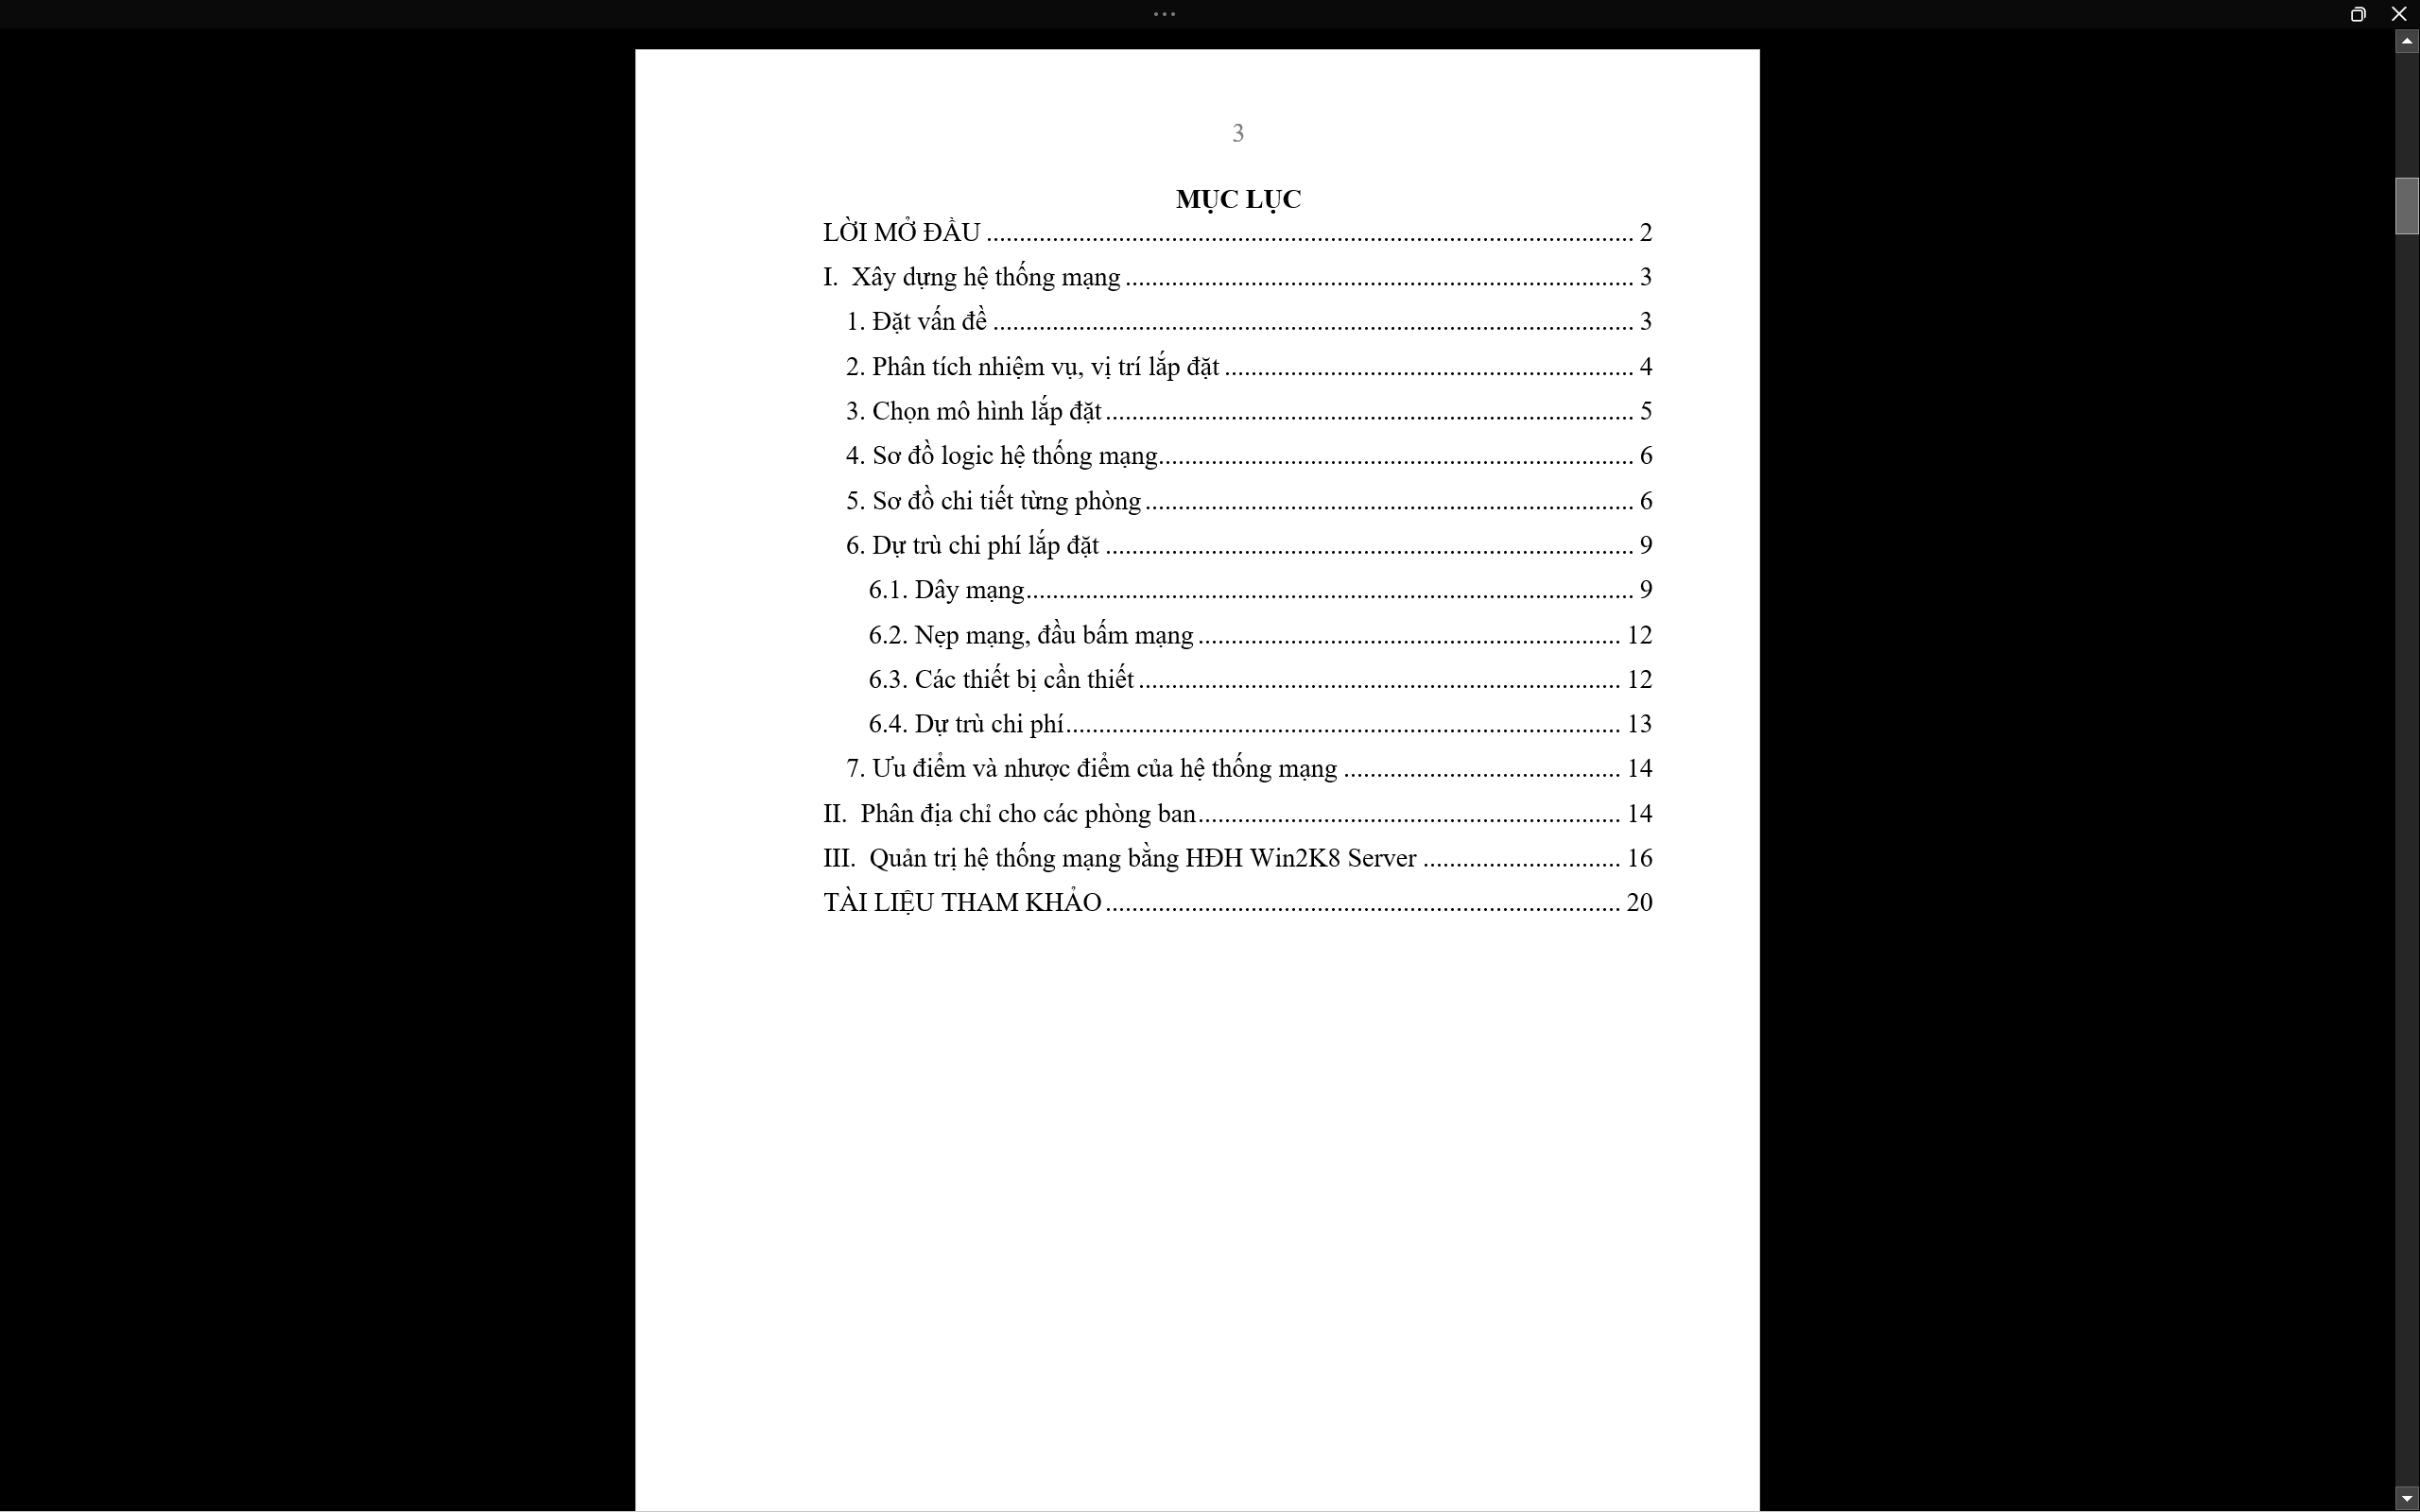 3
MỤC LỤC
LỜI MỞ ĐẦU ........ 2
I. Xây dựng hệ thống mạng ........ 3
1. Đặt vấn đề ........ 3
2. Phân tích nhiệm vụ, vị trí lắp đặt ........ 4
3. Chọn mô hình lắp đặt ........ 5
4. Sơ đồ logic hệ thống mạng ........ 6
5. Sơ đồ chi tiết từng phòng ........ 6
6. Dự trù chi phí lắp đặt ........ 9
6.1. Dây mạng ........ 9
6.2. Nẹp mạng, đầu bấm mạng ........ 12
6.3. Các thiết bị cần thiết ........ 12
6.4. Dự trù chi phí ........ 13
7. Ưu điểm và nhược điểm của hệ thống mạng ........ 14
II. Phân địa chỉ cho các phòng ban ........ 14
III. Quản trị hệ thống mạng bằng HĐH Win2K8 Server ........ 16
TÀI LIỆU THAM KHẢO ........ 20